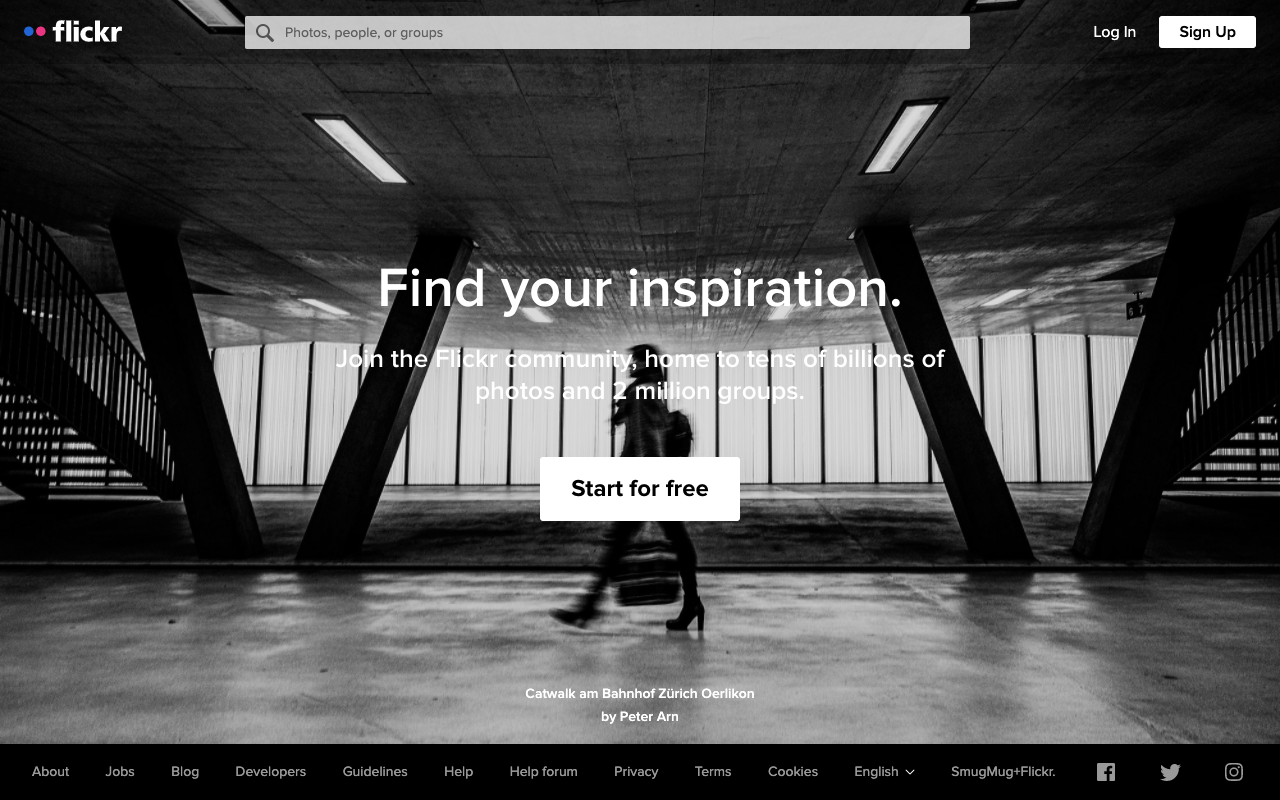 flickr
Photos, people, or groups
Log In
Sign Up
Find your inspiration.
Join the Flickr community, home to tens of billions of
photos and 2 million groups.
Start for free
Catwalk am Bahnhof Zürich Oerlikon
by Peter Arn
About Jobs Blog Developers Guidelines Help Help forum Privacy Terms Cookies English SmugMug+Flickr.